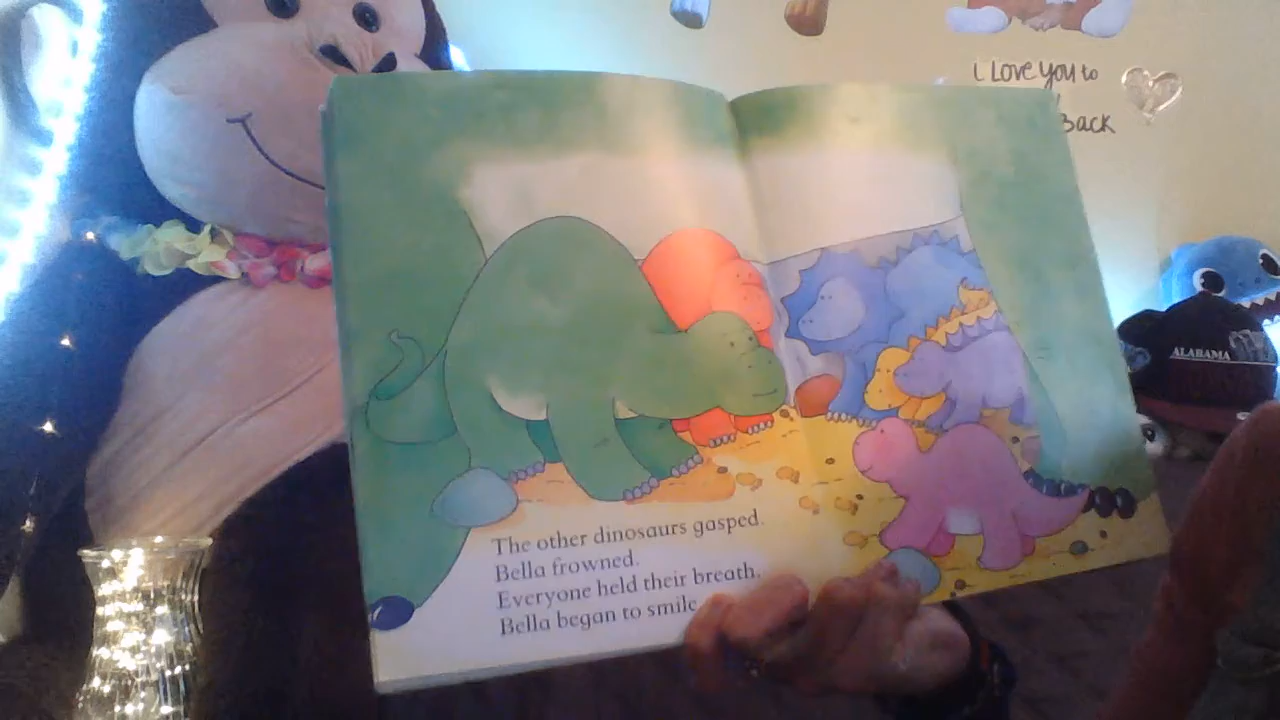 i Love you to
Back
ALABAMA
The other dinosaurs gasped.
Bella frowned.
Everyone held their breath.
Bella began to smile